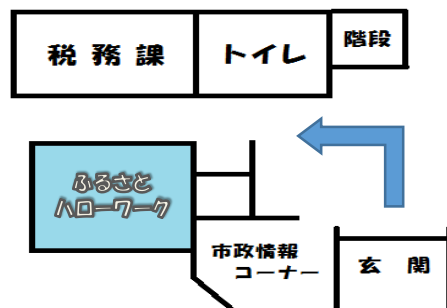 税務課
トイレ
階段
ふるさと
ハローワーク
市政情報
コーナー
玄関